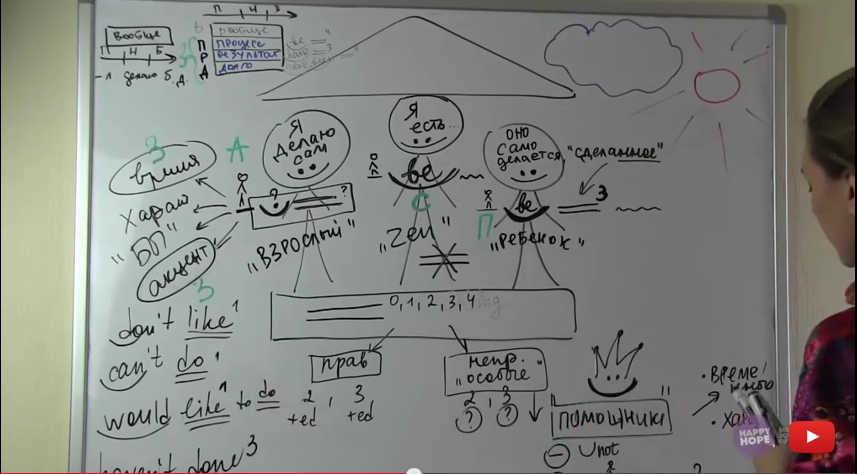 П Н З
Вообще
П Н Б
- Л делаю Б Д.
В вообще
П процесс
Р результат
Д долго
Я
делаю
сам
Я
есть...
оно
само
делается
"сделанное"
А
3
время
характ
"БП"
акцент
3
? ?
"ВЗРОСЛЫЙ"
be
С
"Zen"
be 3
П
"РЕБЕНОК"
0, 1, 2, 3, 4 ing
don't like 1
can't do 1
would like 1 to do
haven't done 3
прав
2, 3
+ed +ed
непр.
"особые"
2, 3
? ?
"ПОМОЩНИКИ"
− not
?
• время!
• хар
HAPPY
HOPE